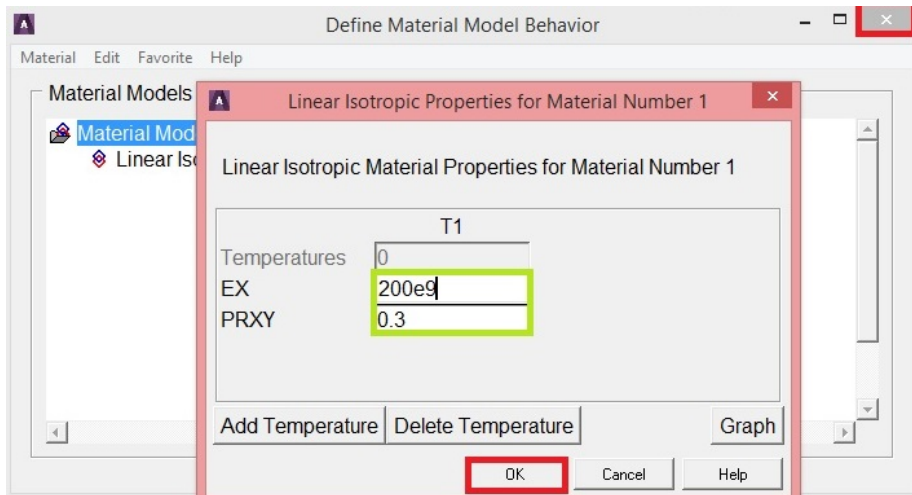 Define Material Model Behavior
Material Edit Favorite Help
Material Models
Material Mod
Linear Iso
Linear Isotropic Properties for Material Number 1
Linear Isotropic Material Properties for Material Number 1
T1
Temperatures 0
EX 200e9
PRXY 0.3
Add Temperature Delete Temperature Graph
OK Cancel Help